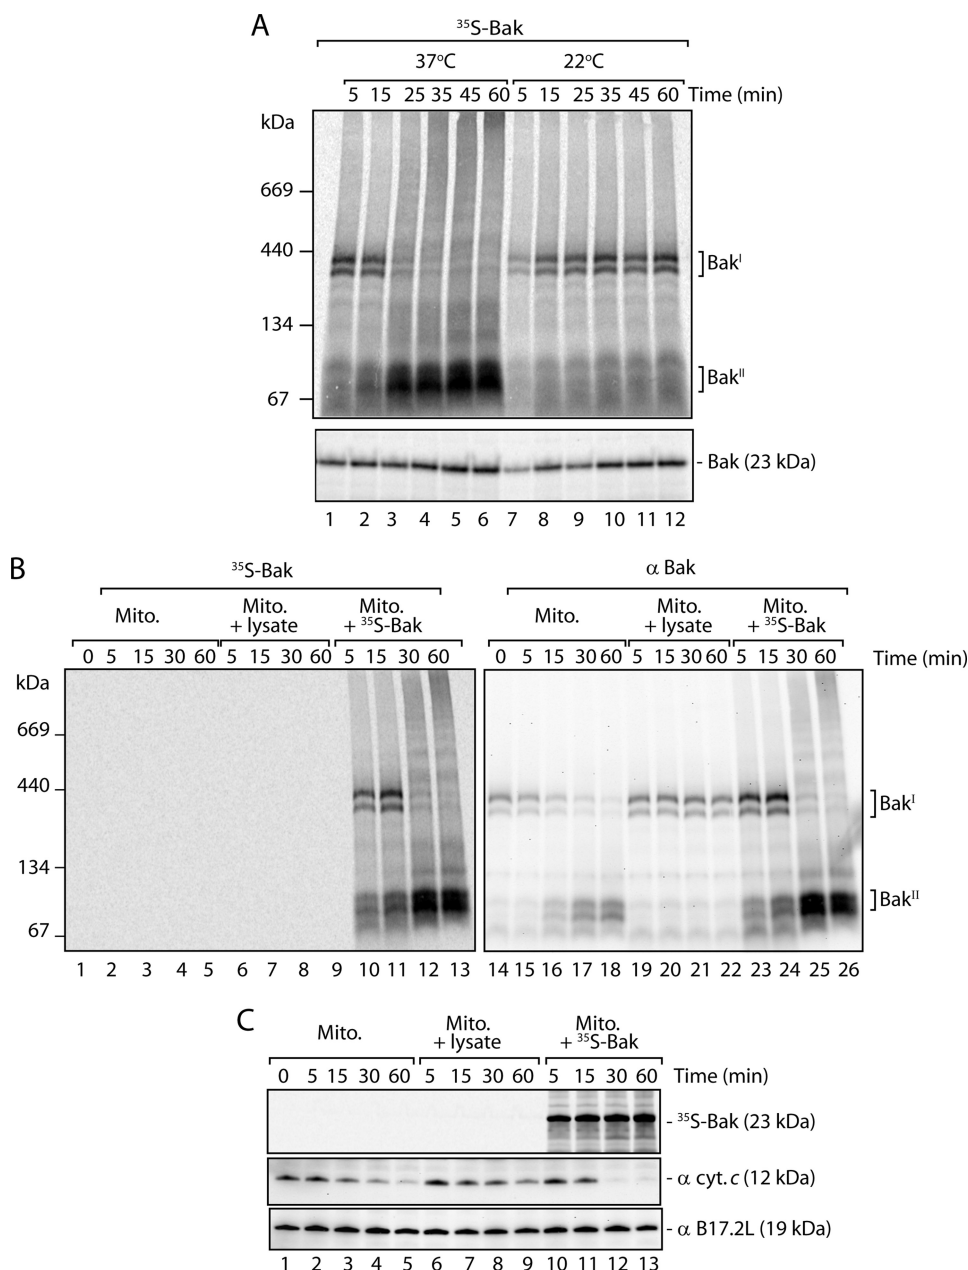 A
³⁵S-Bak
37°C 22°C
5 15 25 35 45 60 5 15 25 35 45 60 Time (min)
kDa
669
440
Bakᴵ
134
Bakᴵᴵ
67
- Bak (23 kDa)
1 2 3 4 5 6 7 8 9 10 11 12
B
³⁵S-Bak α Bak
Mito. Mito. Mito. Mito. Mito. Mito.
+ lysate + ³⁵S-Bak + lysate + ³⁵S-Bak
0 5 15 30 60 5 15 30 60 5 15 30 60 0 5 15 30 60 5 15 30 60 5 15 30 60 Time (min)
kDa
669
440
Bakᴵ
134
Bakᴵᴵ
67
1 2 3 4 5 6 7 8 9 10 11 12 13 14 15 16 17 18 19 20 21 22 23 24 25 26
C
Mito. Mito. Mito.
+ lysate + ³⁵S-Bak
0 5 15 30 60 5 15 30 60 5 15 30 60 Time (min)
- ³⁵S-Bak (23 kDa)
- α cyt. c (12 kDa)
- α B17.2L (19 kDa)
1 2 3 4 5 6 7 8 9 10 11 12 13